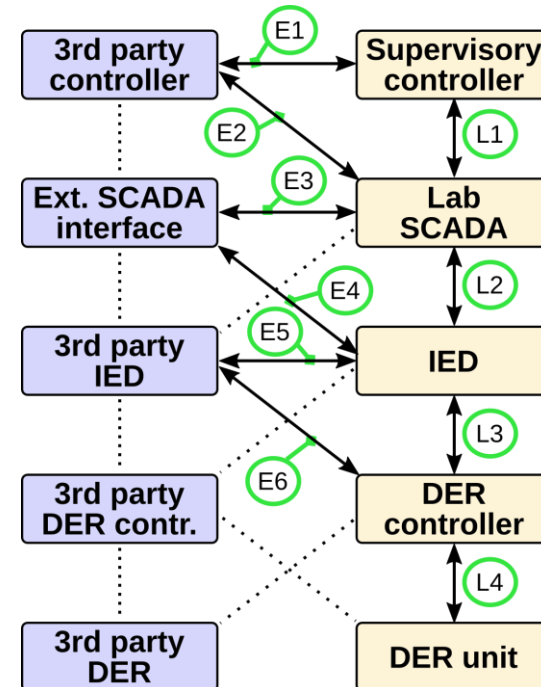 3rd party
controller
E1
Supervisory
controller
E2
L1
Ext. SCADA
interface
E3
Lab
SCADA
E4
L2
3rd party
IED
E5
IED
E6
L3
3rd party
DER contr.
DER
controller
L4
3rd party
DER
DER unit